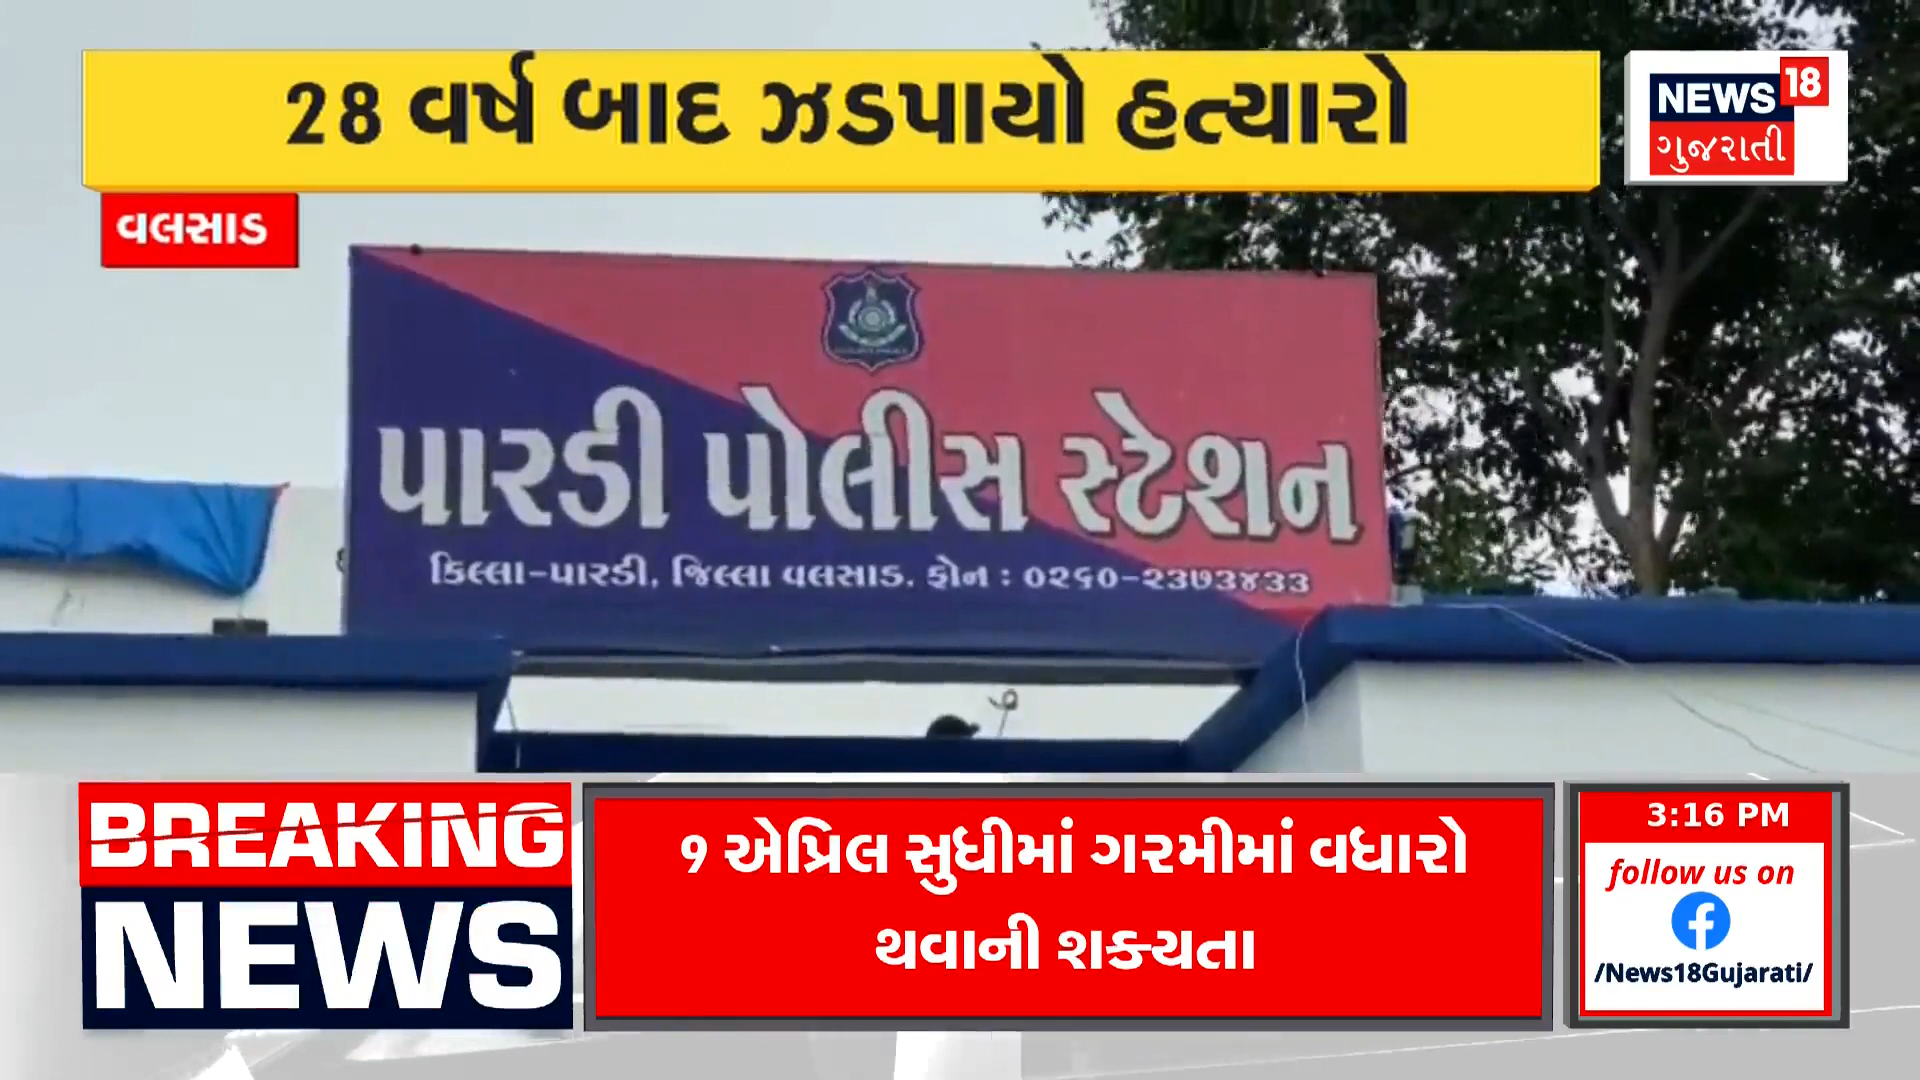 28 વર્ષ બાદ ઝડપાયો હત્યારો
NEWS 18
ગુજરાતી
વલસાડ
પારડી પોલીસ સ્ટેશન
કિલ્લા-પારડી, જિલ્લા વલસાડ. ફોન : ૦૨૬૦-૨૩૭૩૪૩૩
BREAKING
NEWS
9 એપ્રિલ સુધીમાં ગરમીમાં વધારો
થવાની શક્યતા
3:16 PM
follow us on
/News18Gujarati/